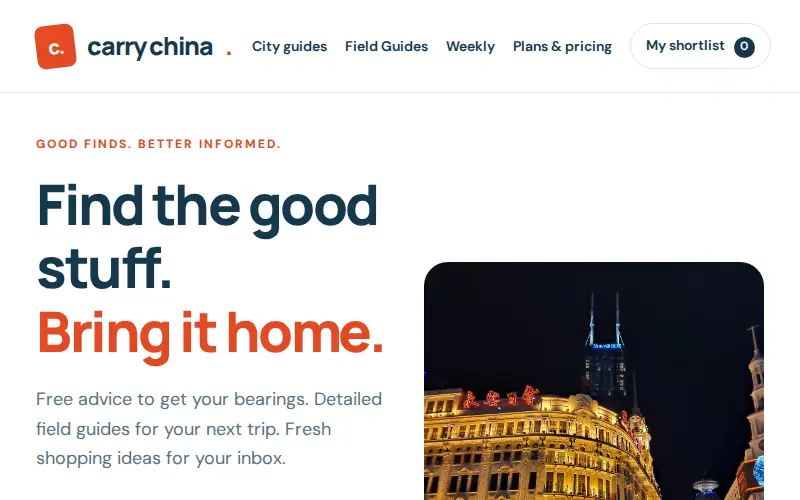 c.
carrychina .
City guides
Field Guides
Weekly
Plans & pricing
My shortlist 0
GOOD FINDS. BETTER INFORMED.
Find the good
stuff.
Bring it home.
Free advice to get your bearings. Detailed
field guides for your next trip. Fresh
shopping ideas for your inbox.